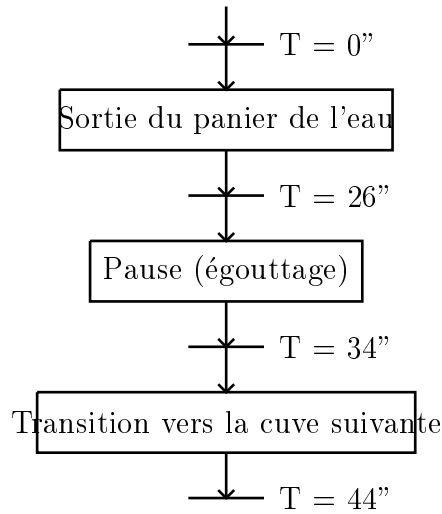 T = 0”
Sortie du panier de l'eau
T = 26”
Pause (égouttage)
T = 34”
Transition vers la cuve suivante
T = 44”